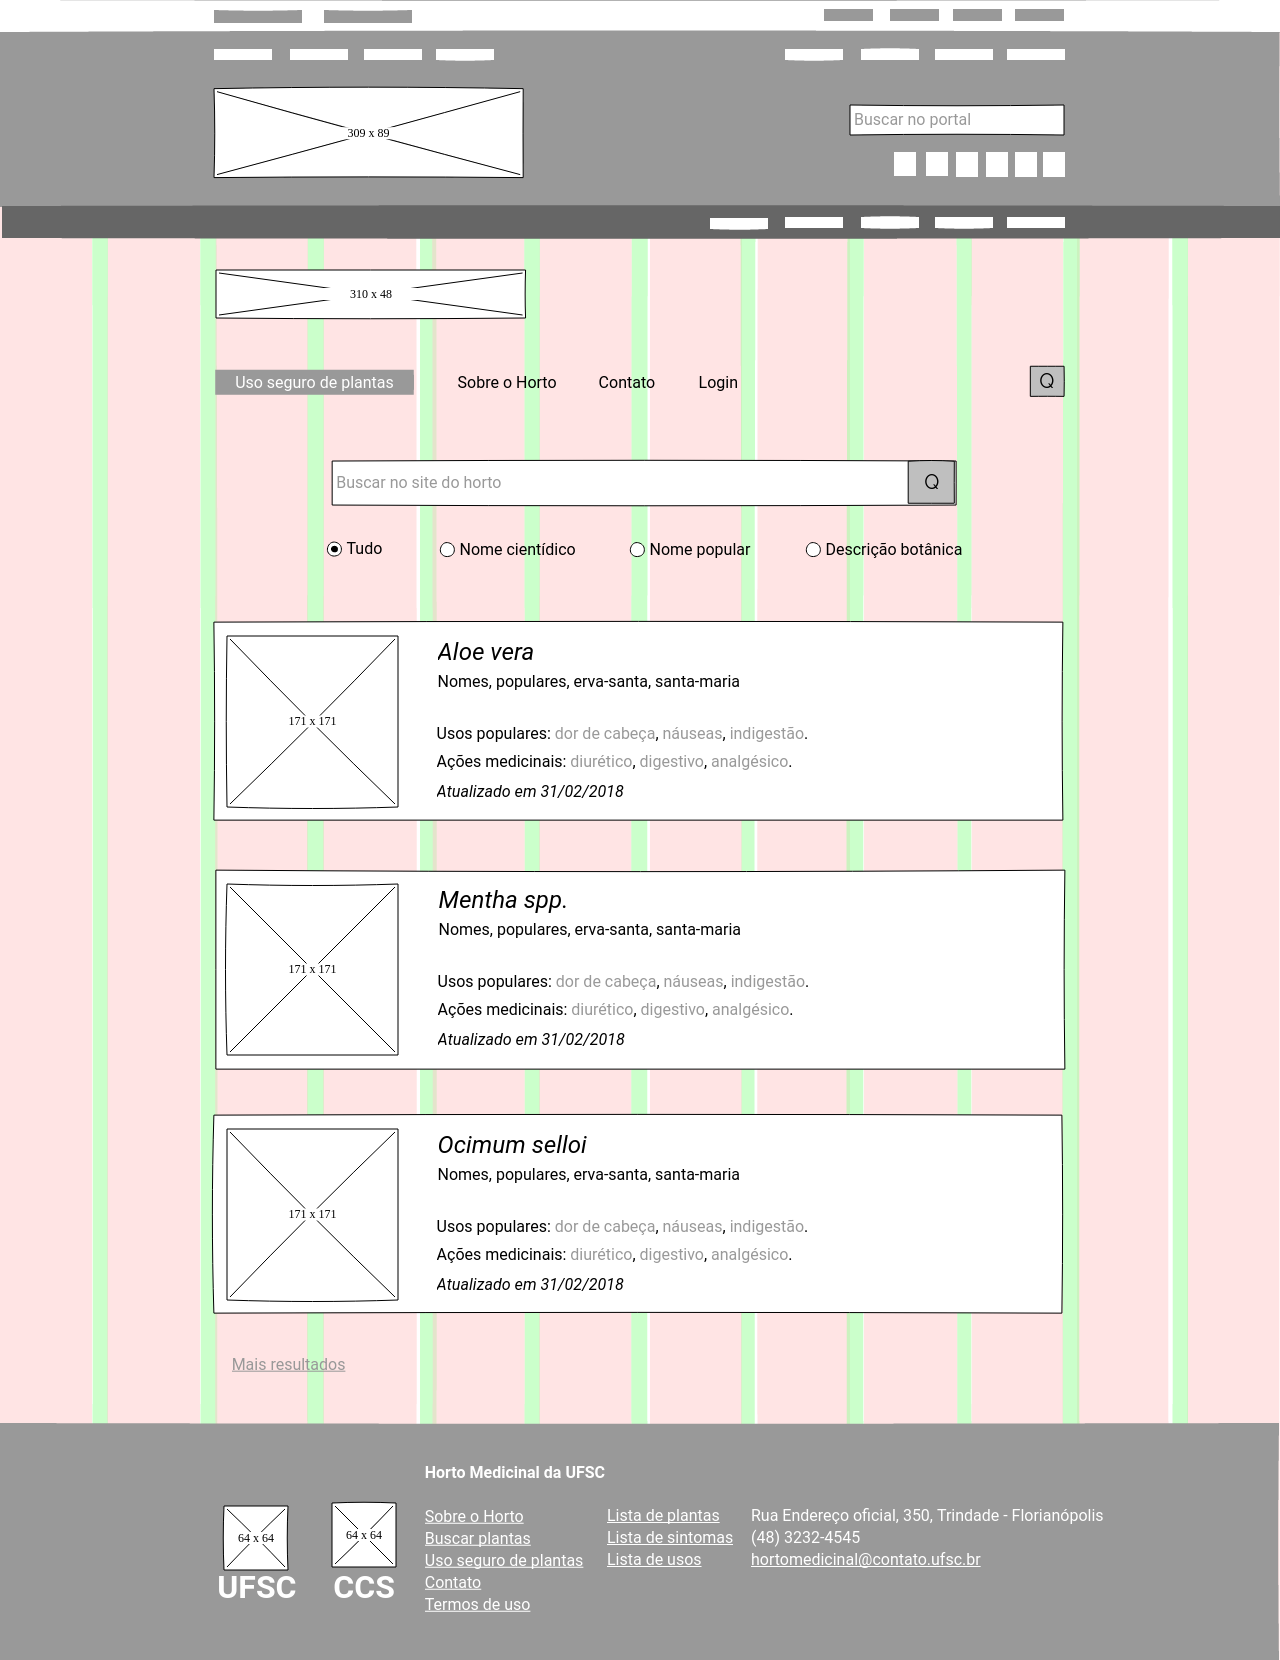 309 x 89
Buscar no portal
310 x 48
Uso seguro de plantas Sobre o Horto Contato Login Q
Buscar no site do horto Q
Tudo Nome cientídico Nome popular Descrição botânica
171 x 171
Aloe vera
Nomes, populares, erva-santa, santa-maria
Usos populares: dor de cabeça, náuseas, indigestão.
Ações medicinais: diurético, digestivo, analgésico.
Atualizado em 31/02/2018
171 x 171
Mentha spp.
Nomes, populares, erva-santa, santa-maria
Usos populares: dor de cabeça, náuseas, indigestão.
Ações medicinais: diurético, digestivo, analgésico.
Atualizado em 31/02/2018
171 x 171
Ocimum selloi
Nomes, populares, erva-santa, santa-maria
Usos populares: dor de cabeça, náuseas, indigestão.
Ações medicinais: diurético, digestivo, analgésico.
Atualizado em 31/02/2018
Mais resultados
64 x 64
UFSC
64 x 64
CCS
Horto Medicinal da UFSC
Sobre o Horto
Buscar plantas
Uso seguro de plantas
Contato
Termos de uso
Lista de plantas
Lista de sintomas
Lista de usos
Rua Endereço oficial, 350, Trindade - Florianópolis
(48) 3232-4545
hortomedicinal@contato.ufsc.br